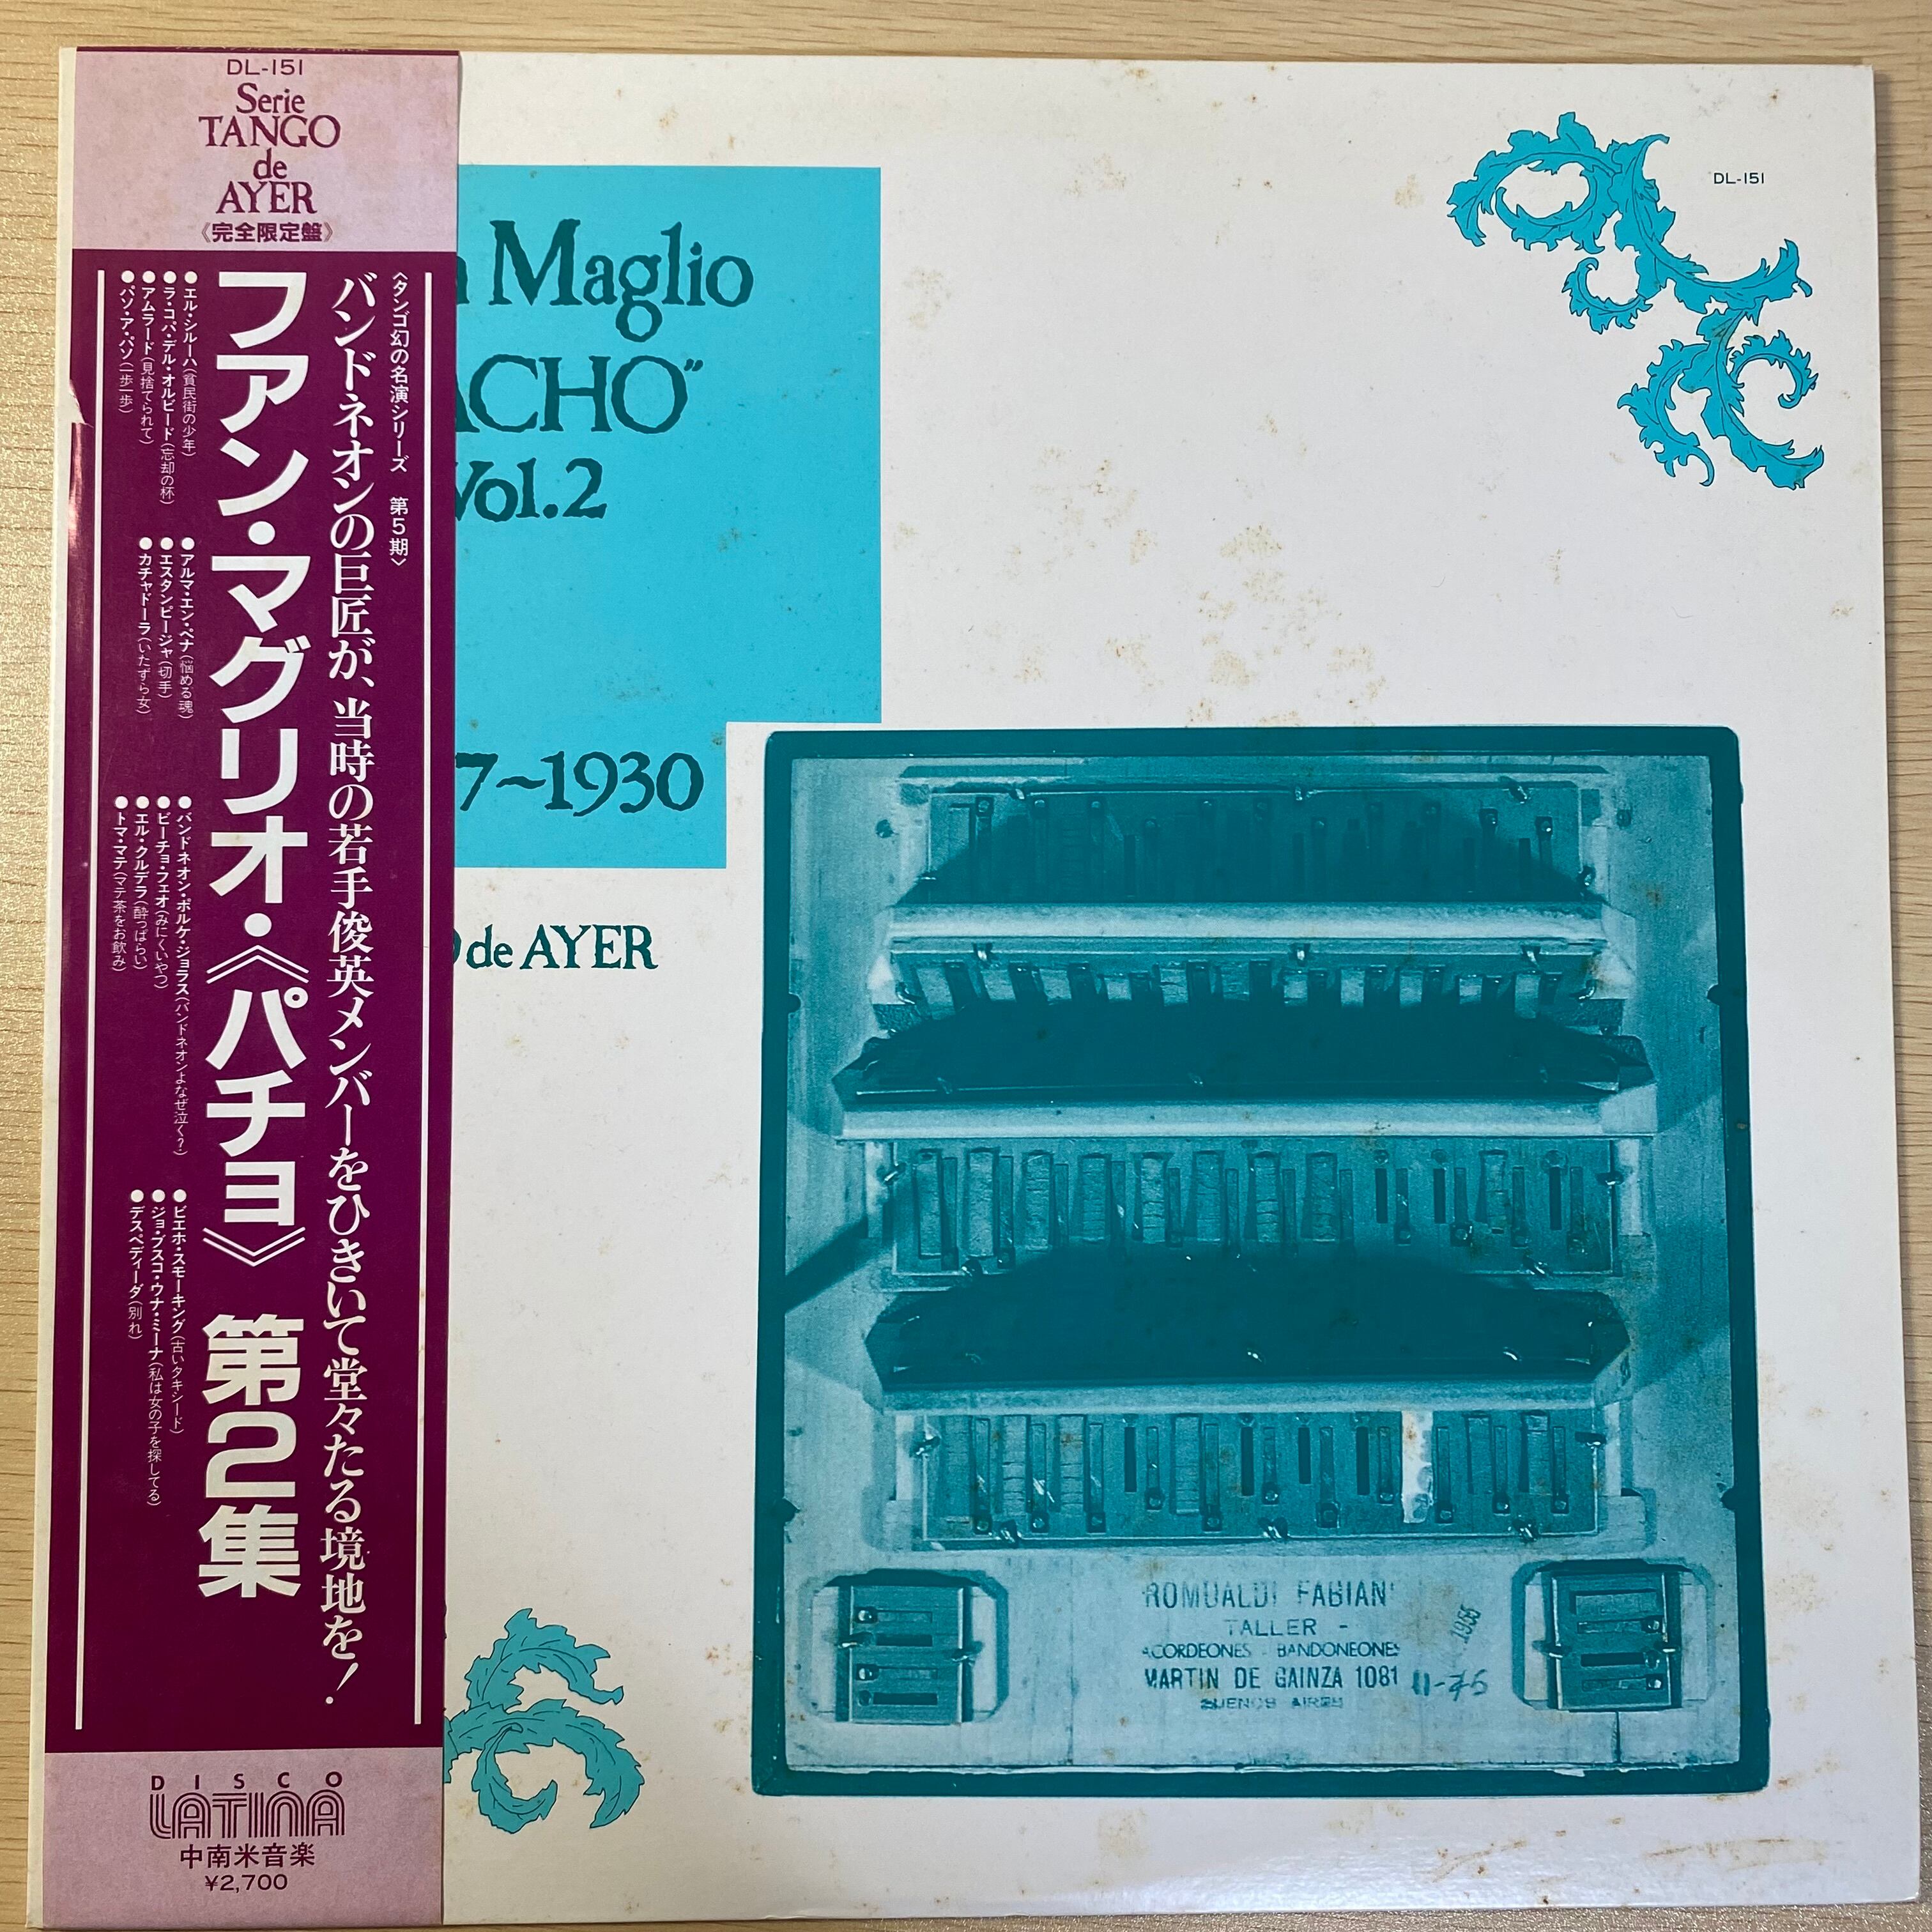 DL-151
Serie
TANGO
de
AYER
《完全限定盤》
〈タンゴ幻の名演シリーズ 第5期〉
バンドネオンの巨匠が、当時の若手俊英メンバーをひきいて堂々たる境地を!
フアン・マグリオ・《パチョ》 第2集
●エル・シルーハ(貧民街の少年)
●ラ・コパ・デル・オルビード(忘却の杯)
●アムラード(見捨てられて)
●パソ・ア・パソ(一歩一歩)
●アルマ・エン・ペナ(悩める魂)
●エスタンピージャ(切手)
●カチャドーラ(いたずら女)
●バンドネオン・ポルケ・ジョラス(バンドネオンよなぜ泣く?)
●ビーチョ・フェオ(みにくいやつ)
●エル・クルデラ(酔っぱらい)
●トマ・マテ(マテ茶をお飲み)
●ビエホ・スモーキング(古いタキシード)
●ジョ・ブスコ・ウナ・ミーナ(私は女の子を探してる)
●デスペディーダ(別れ)
DISCO
LATINA
中南米音楽
¥2,700
Maglio
ACHO”
Vol.2
7~1930
de AYER
DL-151
ROMUALDI FABIAN
TALLER -
ACORDEONES - BANDONEONES
MARTIN DE GAINZA 1081
BUENOS AIRES
11-75